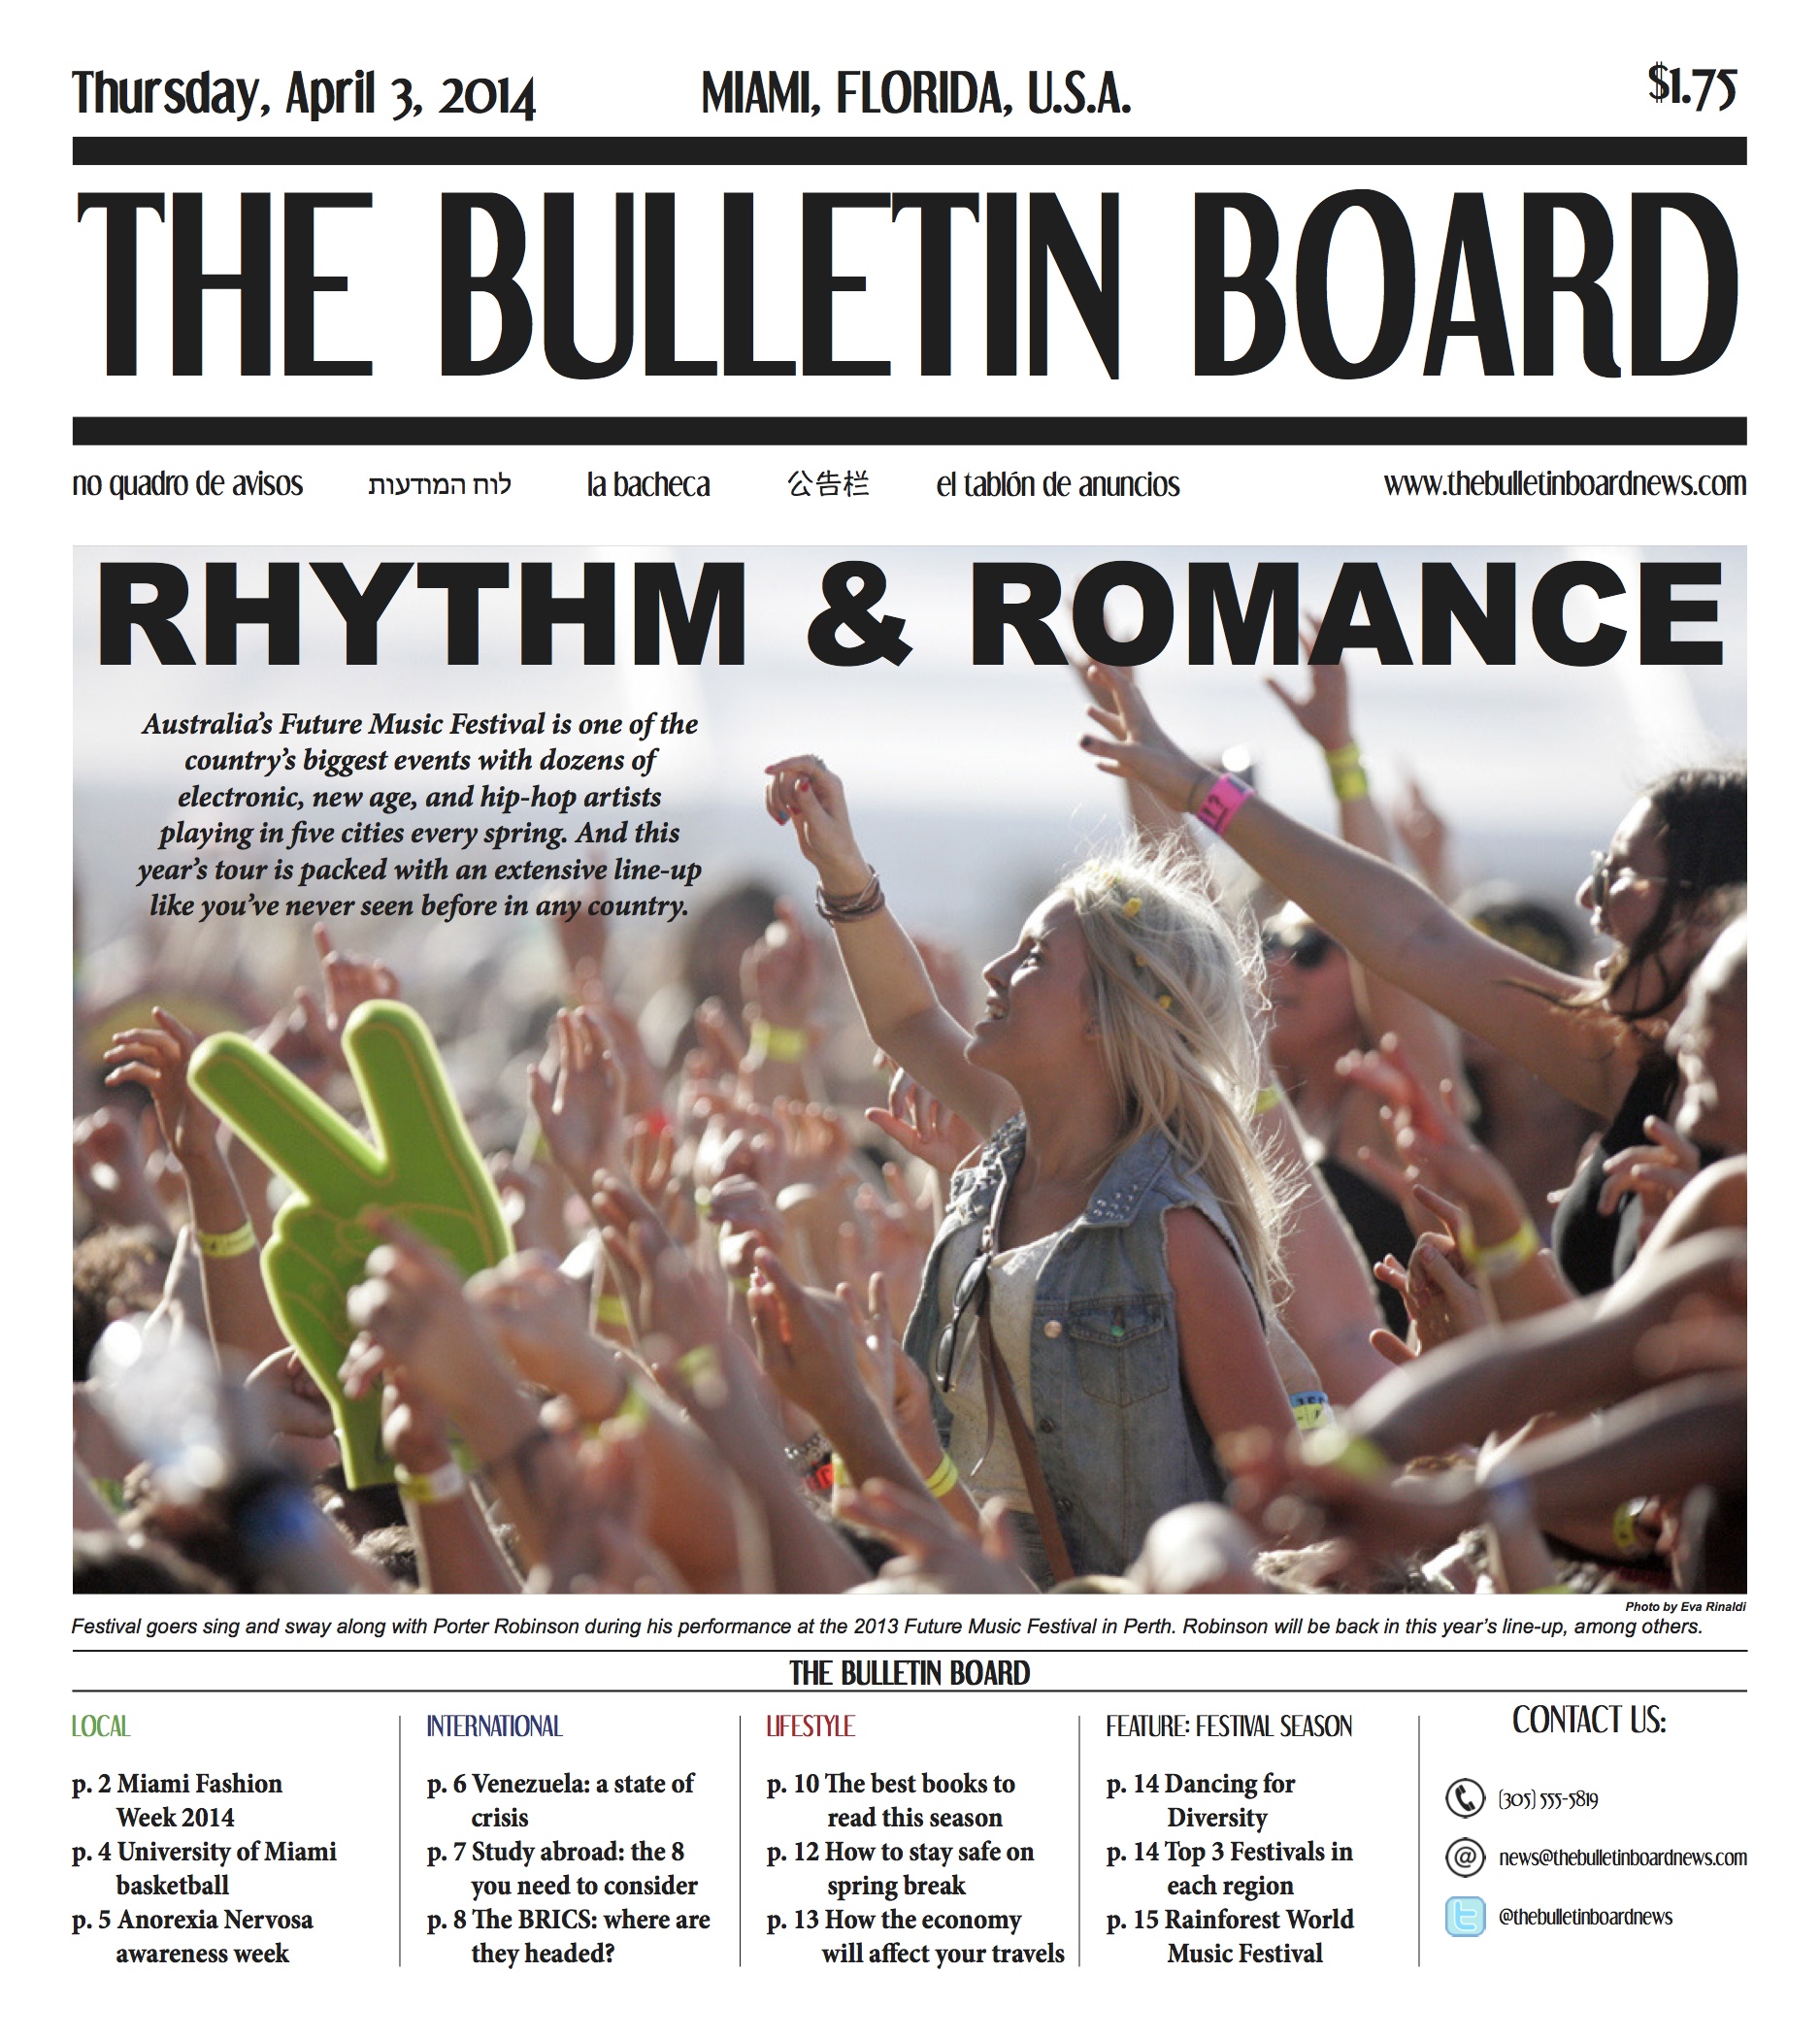 Thursday, April 3, 2014
MIAMI, FLORIDA, U.S.A.
$1.75
THE BULLETIN BOARD
no quadro de avisos
לוח המודעות
la bacheca
公告栏
el tablón de anuncios
www.thebulletinboardnews.com
RHYTHM & ROMANCE
Australia's Future Music Festival is one of the
country's biggest events with dozens of
electronic, new age, and hip-hop artists
playing in five cities every spring. And this
year's tour is packed with an extensive line-up
like you've never seen before in any country.
Photo by Eva Rinaldi
Festival goers sing and sway along with Porter Robinson during his performance at the 2013 Future Music Festival in Perth. Robinson will be back in this year's line-up, among others.
THE BULLETIN BOARD
LOCAL
p. 2 Miami Fashion
Week 2014
p. 4 University of Miami
basketball
p. 5 Anorexia Nervosa
awareness week
INTERNATIONAL
p. 6 Venezuela: a state of
crisis
p. 7 Study abroad: the 8
you need to consider
p. 8 The BRICS: where are
they headed?
LIFESTYLE
p. 10 The best books to
read this season
p. 12 How to stay safe on
spring break
p. 13 How the economy
will affect your travels
FEATURE: FESTIVAL SEASON
p. 14 Dancing for
Diversity
p. 14 Top 3 Festivals in
each region
p. 15 Rainforest World
Music Festival
CONTACT US:
(305) 555-5819
@
news@thebulletinboardnews.com
@thebulletinboardnews